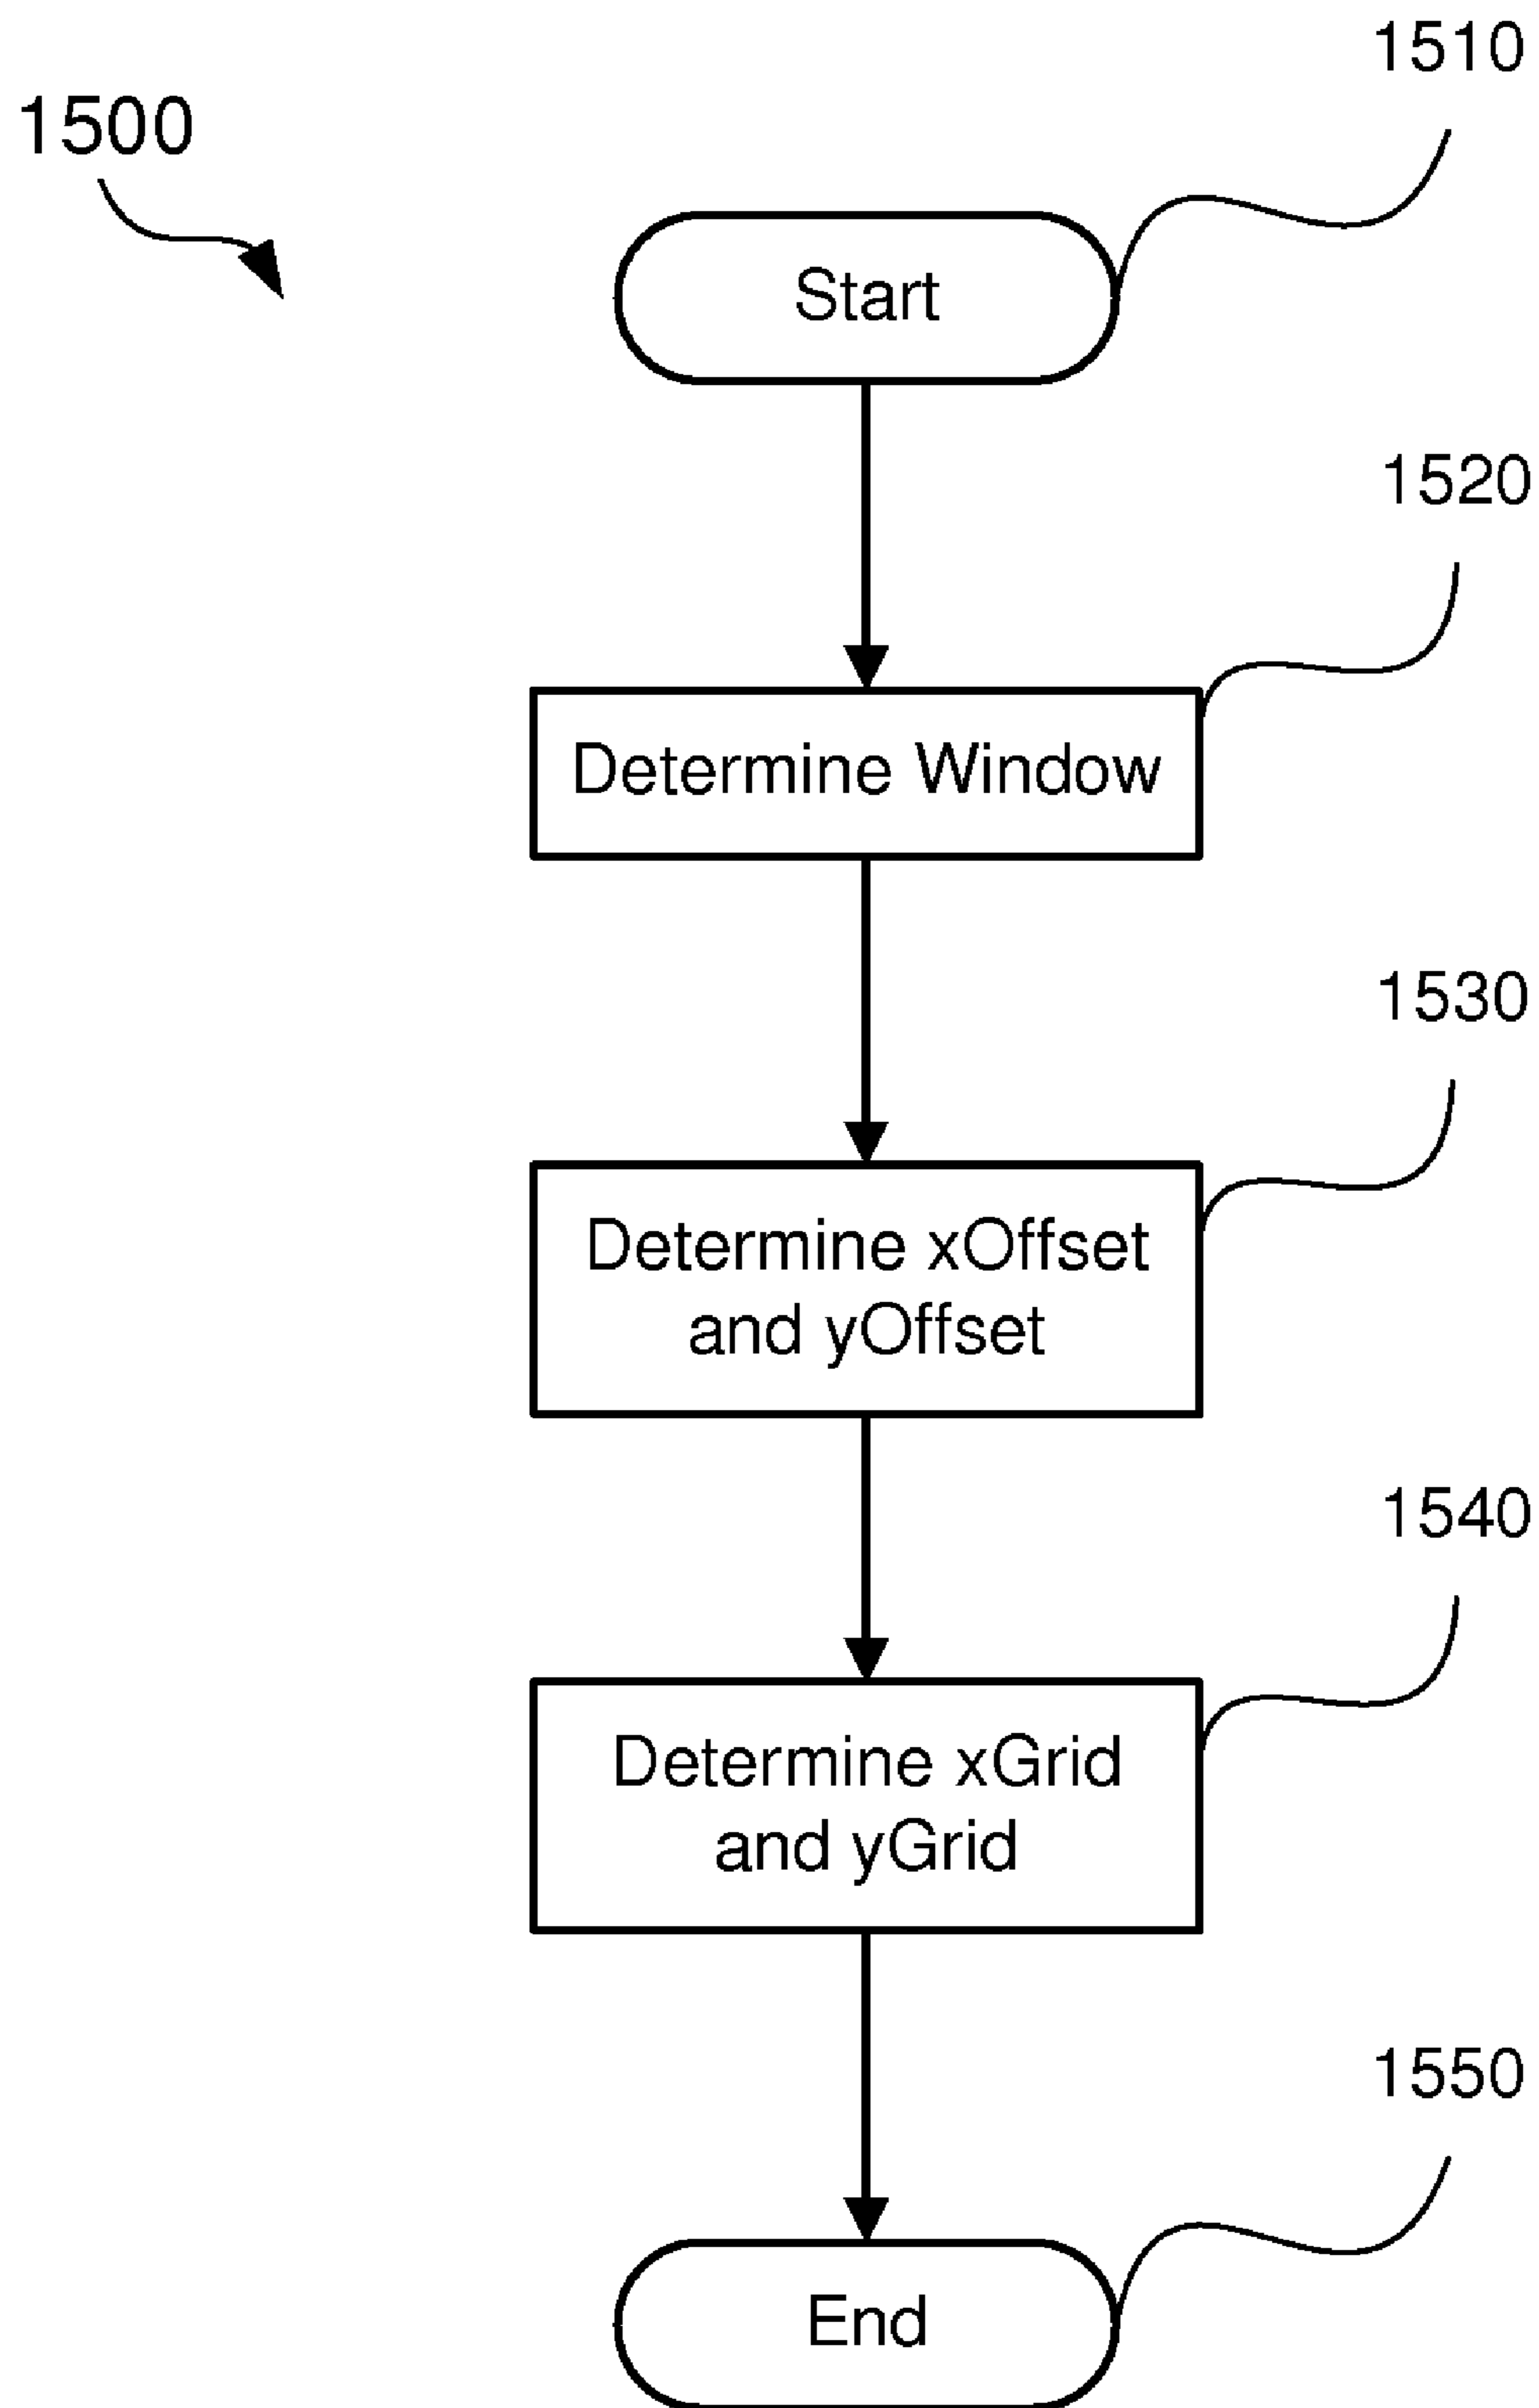 1510
1500
Start
1520
Determine Window
1530
Determine xOffset
and yOffset
1540
Determine xGrid
and yGrid
1550
End